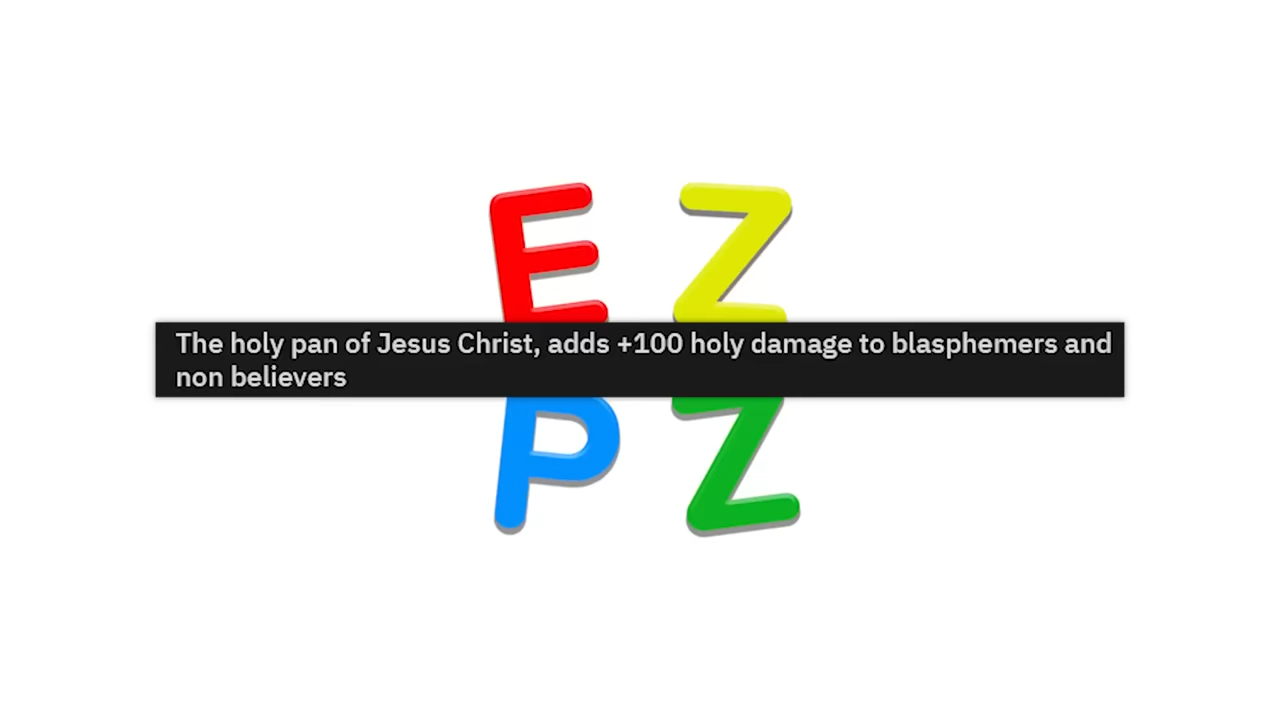 E Z
The holy pan of Jesus Christ, adds +100 holy damage to blasphemers and
non believers
P Z